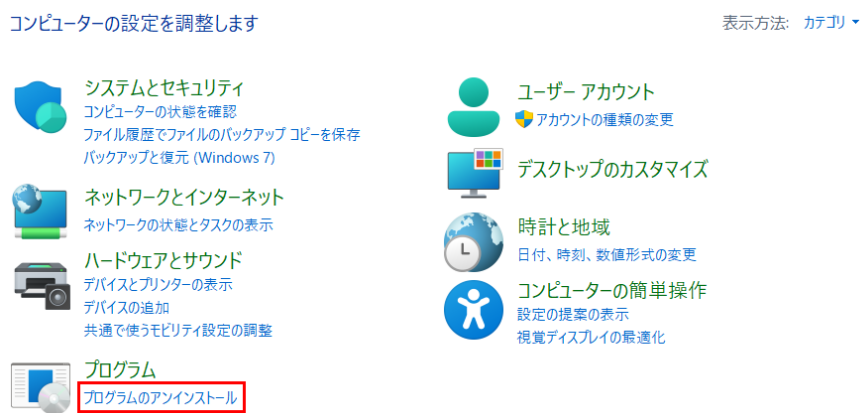 コンピューターの設定を調整します
表示方法: カテゴリ
システムとセキュリティ
コンピューターの状態を確認
ファイル履歴でファイルのバックアップ コピーを保存
バックアップと復元 (Windows 7)
ネットワークとインターネット
ネットワークの状態とタスクの表示
ハードウェアとサウンド
デバイスとプリンターの表示
デバイスの追加
共通で使うモビリティ設定の調整
プログラム
プログラムのアンインストール
ユーザー アカウント
アカウントの種類の変更
デスクトップのカスタマイズ
時計と地域
日付、時刻、数値形式の変更
コンピューターの簡単操作
設定の提案の表示
視覚ディスプレイの最適化